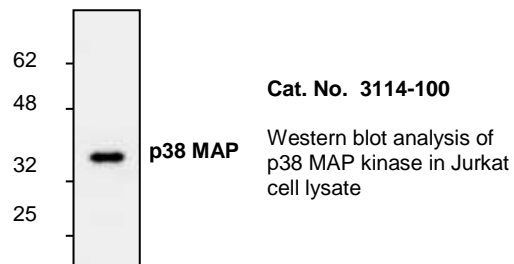 62
48
32
25
p38 MAP
Cat. No. 3114-100
Western blot analysis of
p38 MAP kinase in Jurkat
cell lysate